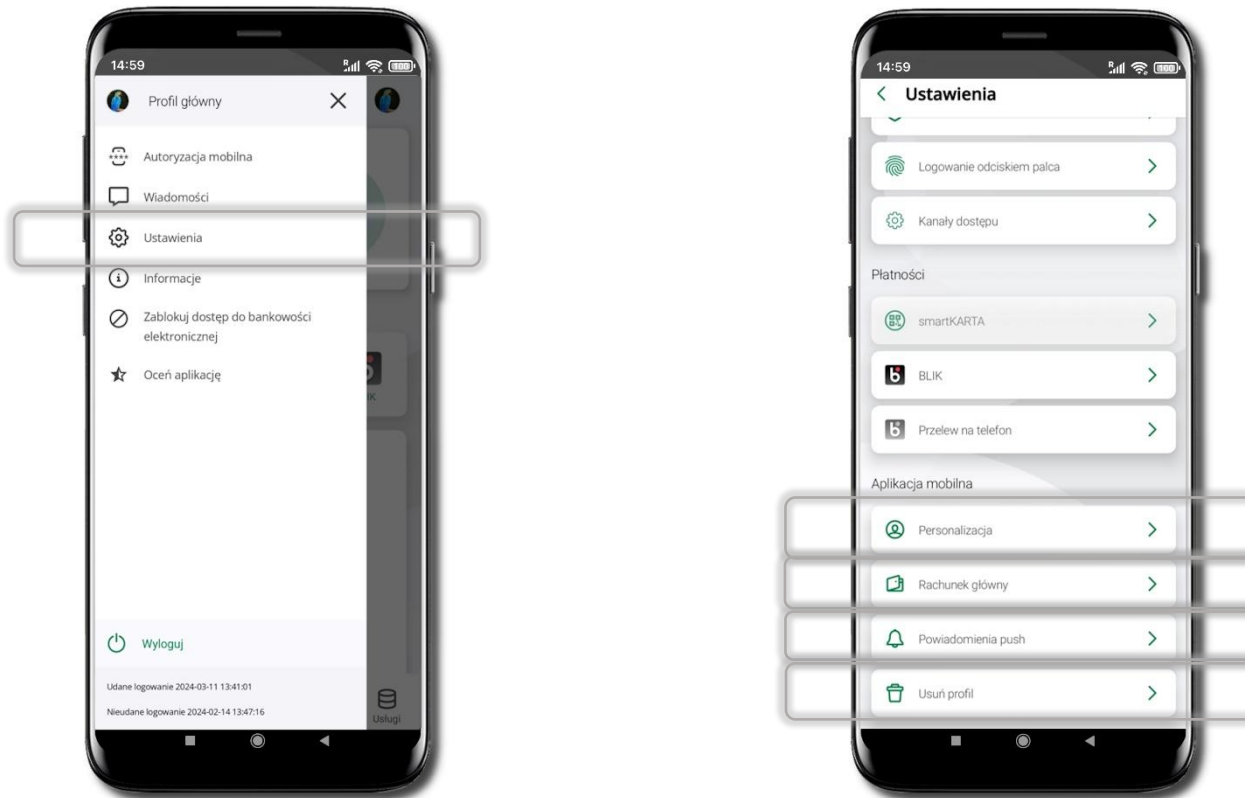 14:59
Profil główny
Autoryzacja mobilna
Wiadomości
Ustawienia
Informacje
Zablokuj dostęp do bankowości
elektronicznej
Oceń aplikację
IK
Wyloguj
Udane logowanie 2024-03-11 13:41:01
Nieudane logowanie 2024-02-14 13:47:16
Usługi
14:59
Ustawienia
Logowanie odciskiem palca
Kanały dostępu
Płatności
smartKARTA
BLIK
Przelew na telefon
Aplikacja mobilna
Personalizacja
Rachunek główny
Powiadomienia push
Usuń profil